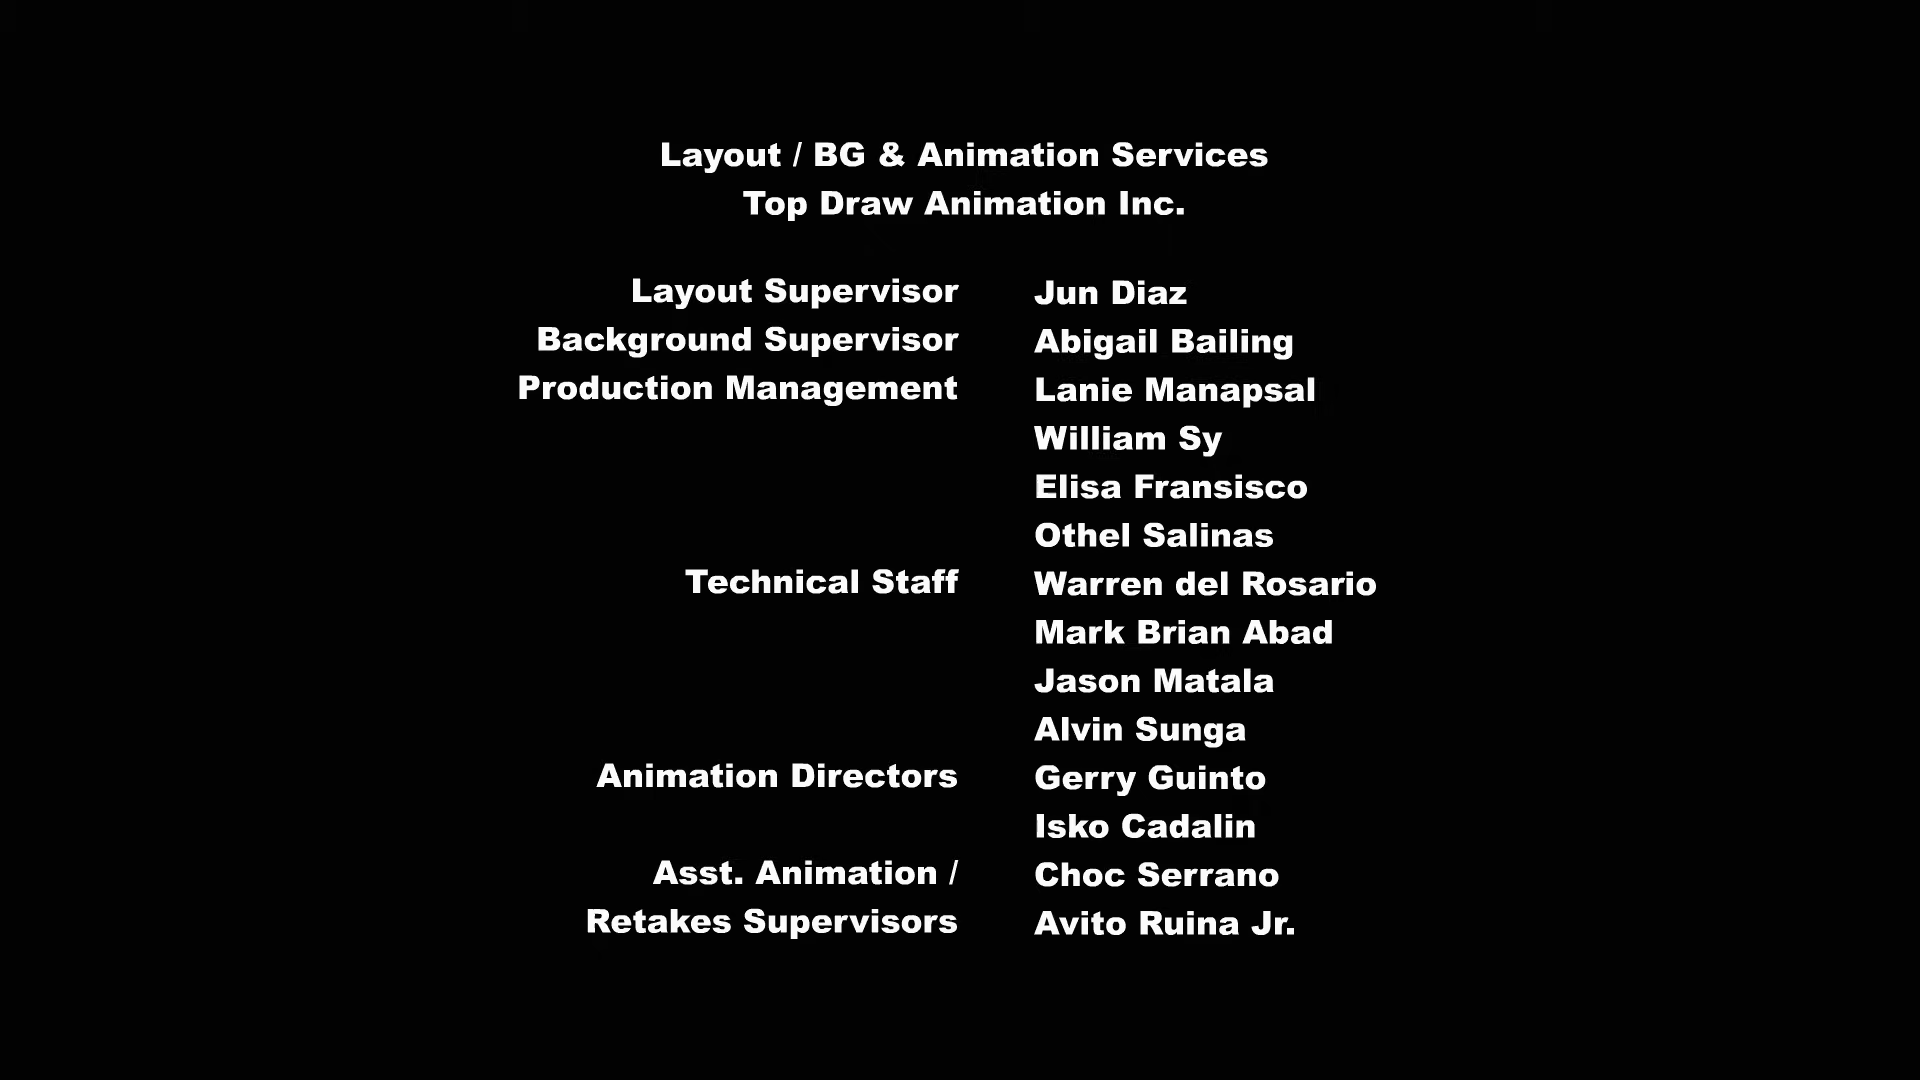 Layout / BG & Animation Services
Top Draw Animation Inc.
Layout Supervisor Jun Diaz
Background Supervisor Abigail Bailing
Production Management Lanie Manapsal
William Sy
Elisa Fransisco
Othel Salinas
Technical Staff Warren del Rosario
Mark Brian Abad
Jason Matala
Alvin Sunga
Animation Directors Gerry Guinto
Isko Cadalin
Asst. Animation / Choc Serrano
Retakes Supervisors Avito Ruina Jr.